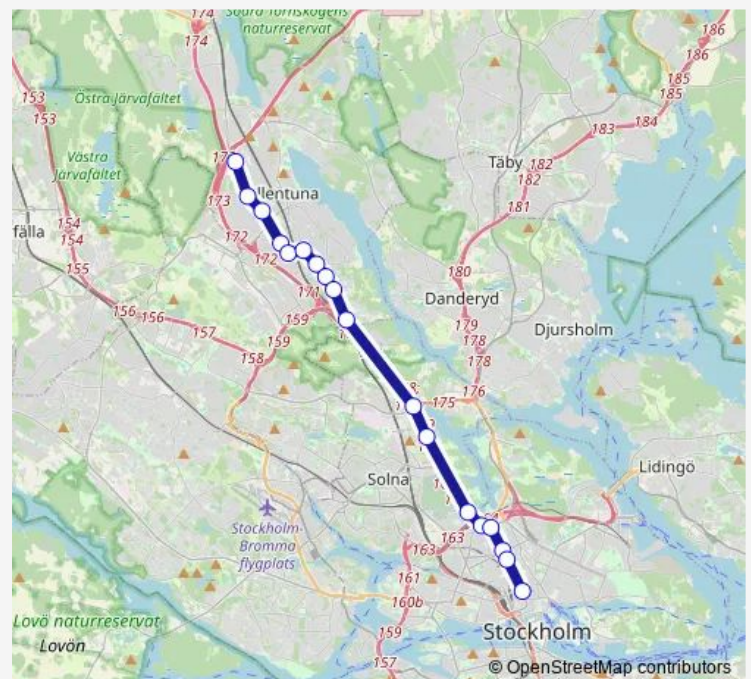 174
Södra Törnskogens
naturreservat
174
186
186
153
153
Östra Järvafältet
185
185
184
183
Västra
Järvafältet
Täby
182
182
173
llentuna
181
fälla
154
154
172
172
155
180
171
Danderyd
156
156
159
157
159
179
158
178
Djursholm
178
176
175
Solna
Lidingö
Stockholm-
Bromma
flygplats
163
163
161
160b
Lovö naturreservat
Lovön
159
Stockholm
157
© OpenStreetMap contributors